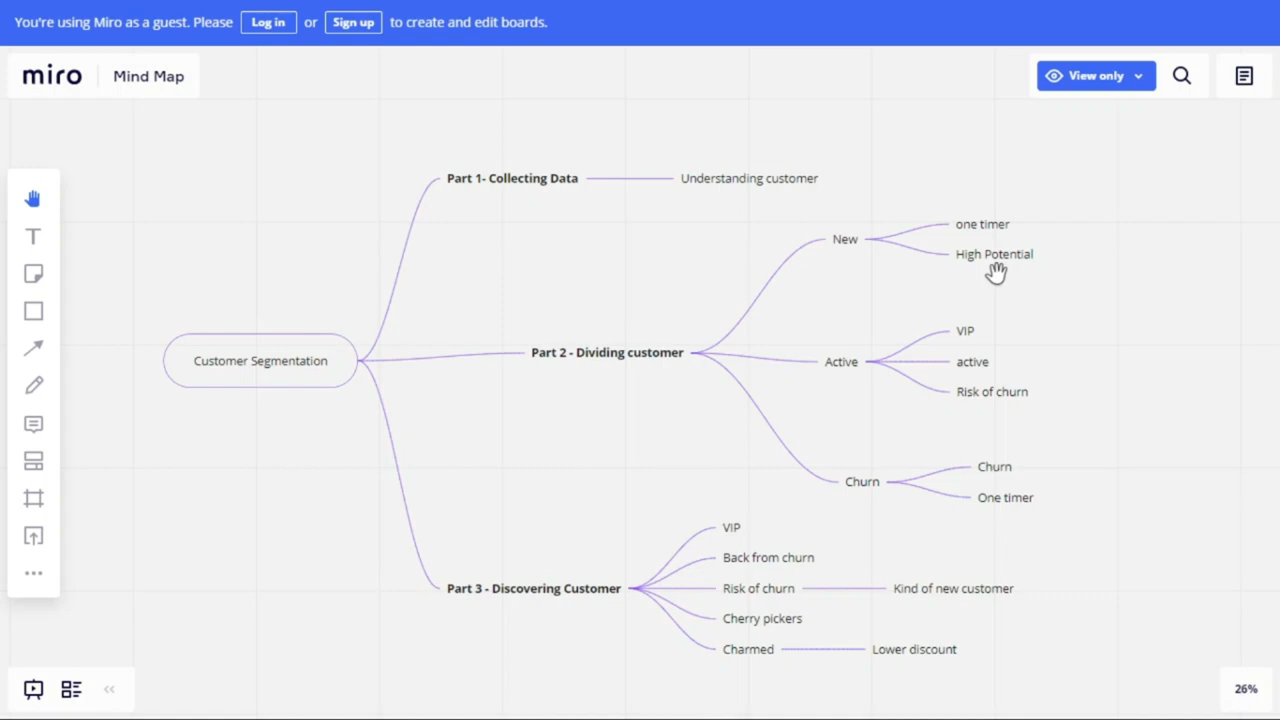 You're using Miro as a guest. Please Log in or Sign up to create and edit boards.
miro Mind Map
View only
Part 1- Collecting Data
Understanding customer
one timer
New
High Potential
VIP
Customer Segmentation
Part 2 - Dividing customer
Active
active
Risk of churn
Churn
Churn
One timer
VIP
Back from churn
Part 3 - Discovering Customer
Risk of churn
Kind of new customer
Cherry pickers
Charmed
Lower discount
26%